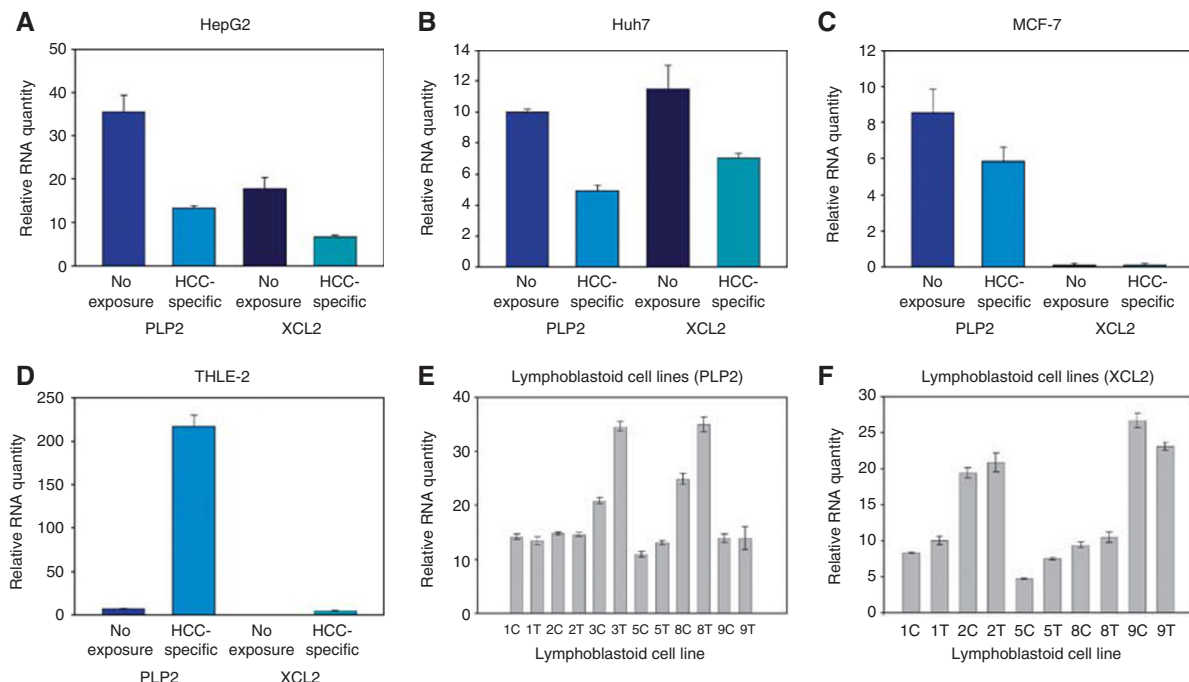 A
HepG2
Relative RNA quantity
50
40
30
20
10
0
No exposure
HCC-specific
No exposure
HCC-specific
PLP2
XCL2
B
Huh7
Relative RNA quantity
14
12
10
8
6
4
2
0
No exposure
HCC-specific
No exposure
HCC-specific
PLP2
XCL2
C
MCF-7
Relative RNA quantity
12
10
8
6
4
2
0
No exposure
HCC-specific
No exposure
HCC-specific
PLP2
XCL2
D
THLE-2
Relative RNA quantity
250
200
150
100
50
0
No exposure
HCC-specific
No exposure
HCC-specific
PLP2
XCL2
E
Lymphoblastoid cell lines (PLP2)
Relative RNA quantity
40
30
20
10
0
1C 1T 2C 2T 3C 3T 5C 5T 8C 8T 9C 9T
Lymphoblastoid cell line
F
Lymphoblastoid cell lines (XCL2)
Relative RNA quantity
30
25
20
15
10
5
0
1C 1T 2C 2T 5C 5T 8C 8T 9C 9T
Lymphoblastoid cell line